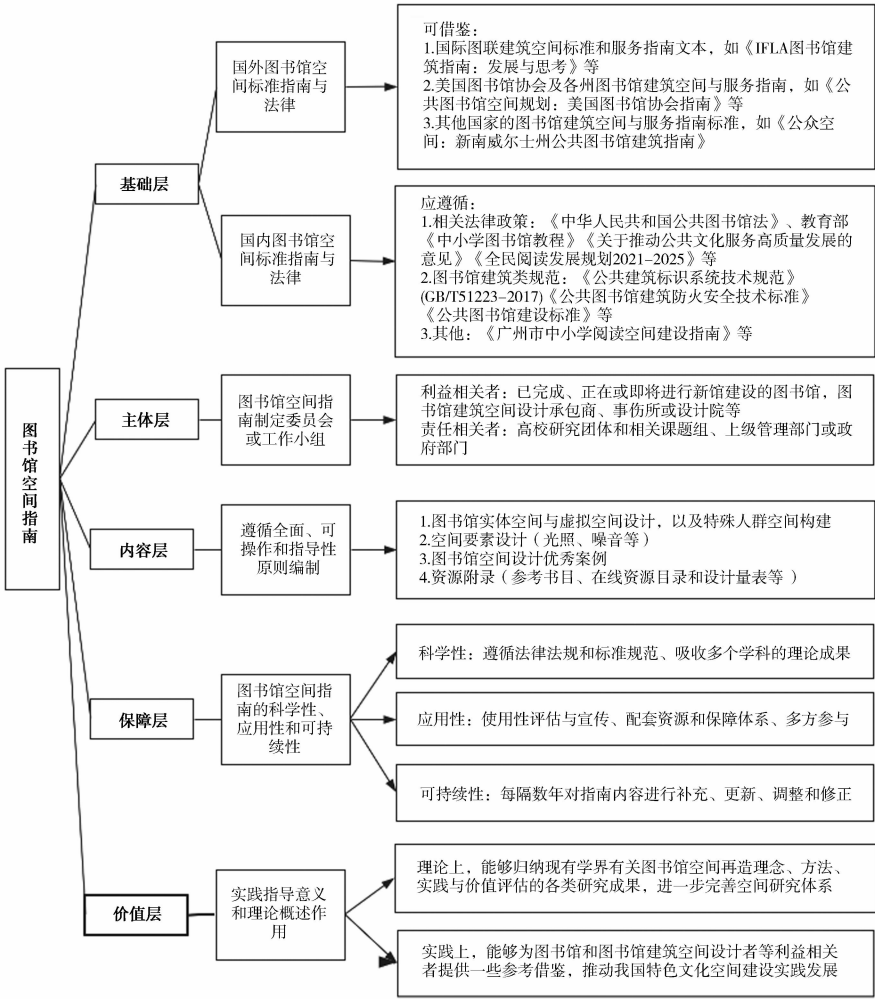 图书馆空间指南
基础层
国外图书馆空
间标准指南与
法律
可借鉴：
1.国际图联建筑空间标准和服务指南文本，如《IFLA图书馆建
筑指南：发展与思考》等
2.美国图书馆协会及各州图书馆建筑空间与服务指南，如《公
共图书馆空间规划：美国图书馆协会指南》等
3.其他国家的图书馆建筑空间与服务指南标准，如《公众空
间：新南威尔士州公共图书馆建筑指南》
国内图书馆空
间标准指南与
法律
应遵循：
1.相关法律政策：《中华人民共和国公共图书馆法》、教育部
《中小学图书馆教程》《关于推动公共文化服务高质量发展的
意见》《全民阅读发展规划2021-2025》等
2.图书馆建筑类规范：《公共建筑标识系统技术规范》
(GB/T51223-2017)《公共图书馆建筑防火安全技术标准》
《公共图书馆建设标准》等
3.其他：《广州市中小学阅读空间建设指南》等
主体层
图书馆空间指
南制定委员会
或工作小组
利益相关者：已完成、正在或即将进行新馆建设的图书馆，图
书馆建筑空间设计承包商、事伤所或设计院等
责任相关者：高校研究团体和相关课题组、上级管理部门或政
府部门
内容层
遵循全面、可
操作和指导性
原则编制
1.图书馆实体空间与虚拟空间设计，以及特殊人群空间构建
2.空间要素设计（光照、噪音等）
3.图书馆空间设计优秀案例
4.资源附录（参考书目、在线资源目录和设计量表等 ）
保障层
图书馆空间指
南的科学性、
应用性和可持
续性
科学性：遵循法律法规和标准规范、吸收多个学科的理论成果
应用性：使用性评估与宣传、配套资源和保障体系、多方参与
可持续性：每隔数年对指南内容进行补充、更新、调整和修正
价值层
实践指导意义
和理论概述作
用
理论上，能够归纳现有学界有关图书馆空间再造理念、方法、
实践与价值评估的各类研究成果，进一步完善空间研究体系
实践上，能够为图书馆和图书馆建筑空间设计者等利益相关
者提供一些参考借鉴，推动我国特色文化空间建设实践发展